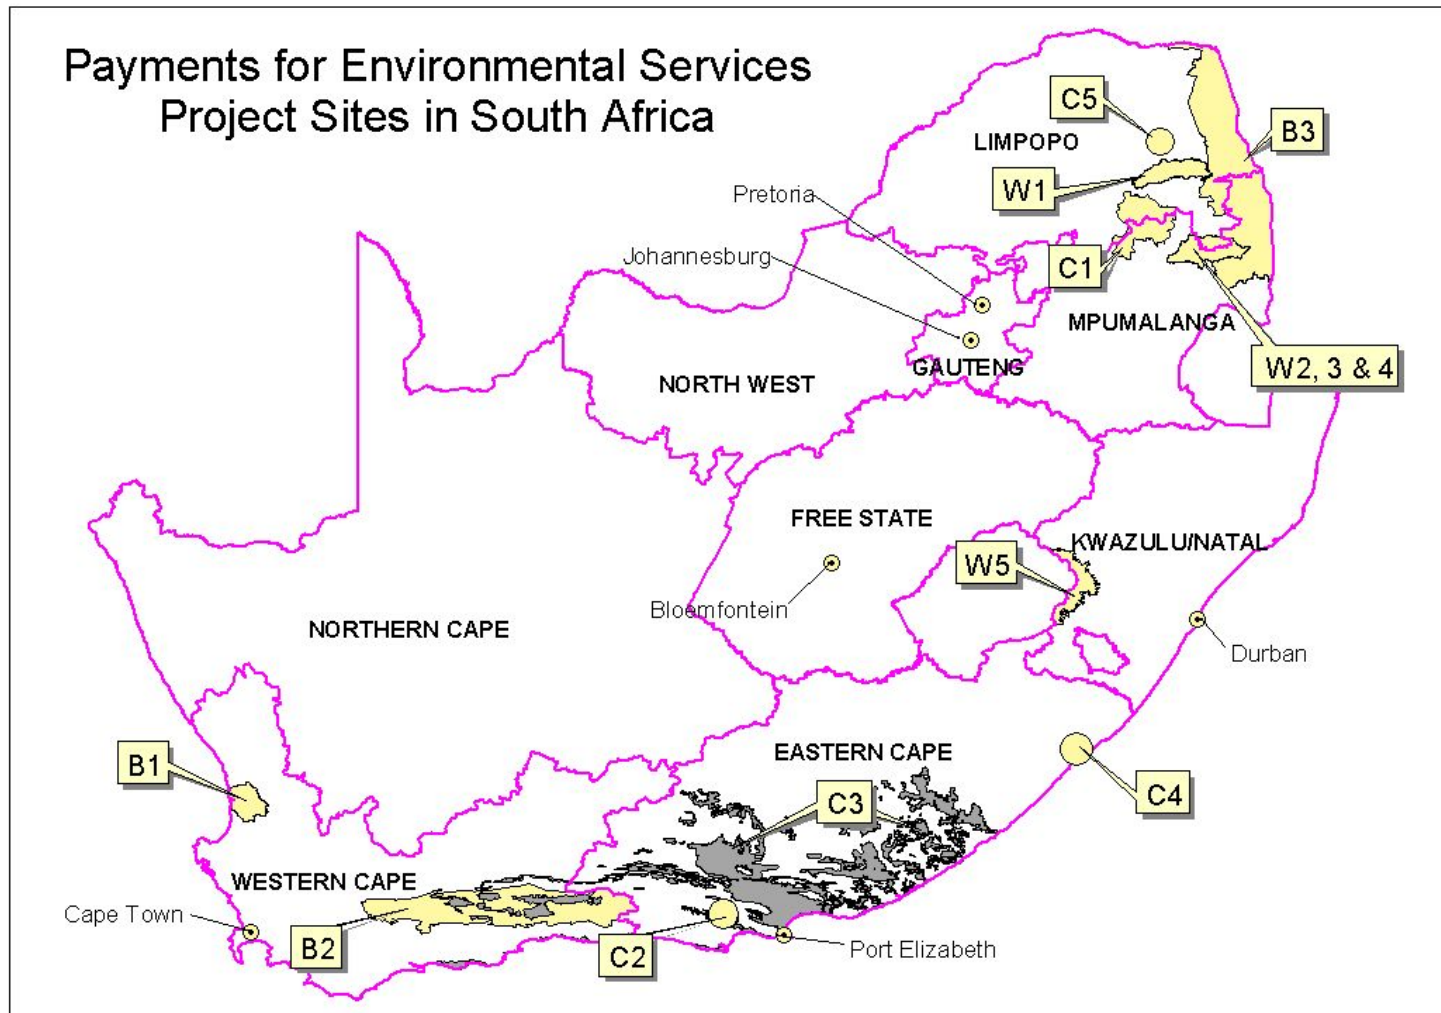 Payments for Environmental Services
Project Sites in South Africa
C5
B3
LIMPOPO
W1
Pretoria
Johannesburg
C1
MPUMALANGA
W2, 3 & 4
GAUTENG
NORTH WEST
FREE STATE
KWAZULU/NATAL
W5
Bloemfontein
NORTHERN CAPE
Durban
B1
EASTERN CAPE
C3
C4
WESTERN CAPE
Cape Town
B2
C2
Port Elizabeth